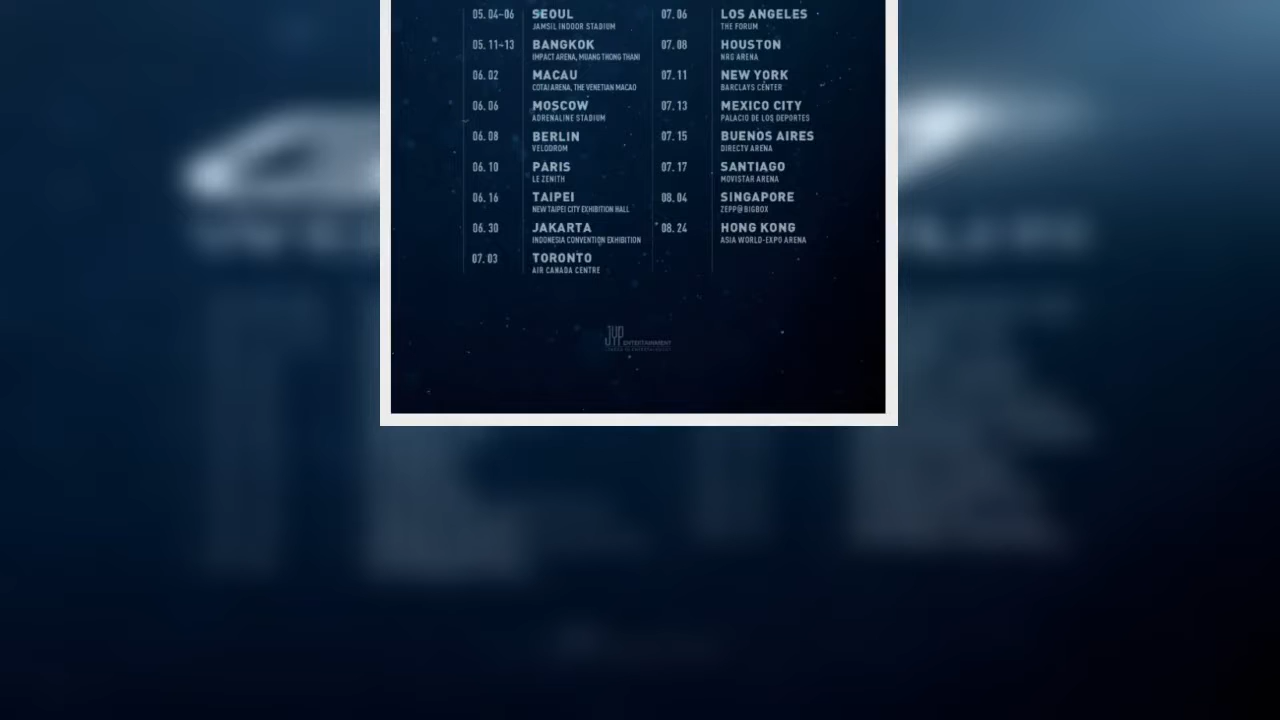 05. 04-06 SEOUL
JAMSIL INDOOR STADIUM
05. 11-13 BANGKOK
IMPACT ARENA, MUANG THONG THANI
06. 02 MACAU
COTAI ARENA, THE VENETIAN MACAO
06. 06 MOSCOW
ADRENALINE STADIUM
06. 08 BERLIN
VELODROM
06. 10 PARIS
LE ZENITH
06. 16 TAIPEI
NEW TAIPEI CITY EXHIBITION HALL
06. 30 JAKARTA
INDONESIA CONVENTION EXHIBITION
07. 03 TORONTO
AIR CANADA CENTRE
07. 06 LOS ANGELES
THE FORUM
07. 08 HOUSTON
NRG ARENA
07. 11 NEW YORK
BARCLAYS CENTER
07. 13 MEXICO CITY
PALACIO DE LOS DEPORTES
07. 15 BUENOS AIRES
DIRECTV ARENA
07. 17 SANTIAGO
MOVISTAR ARENA
08. 04 SINGAPORE
ZEPP@BIGBOX
08. 24 HONG KONG
ASIA WORLD-EXPO ARENA
JYP ENTERTAINMENT